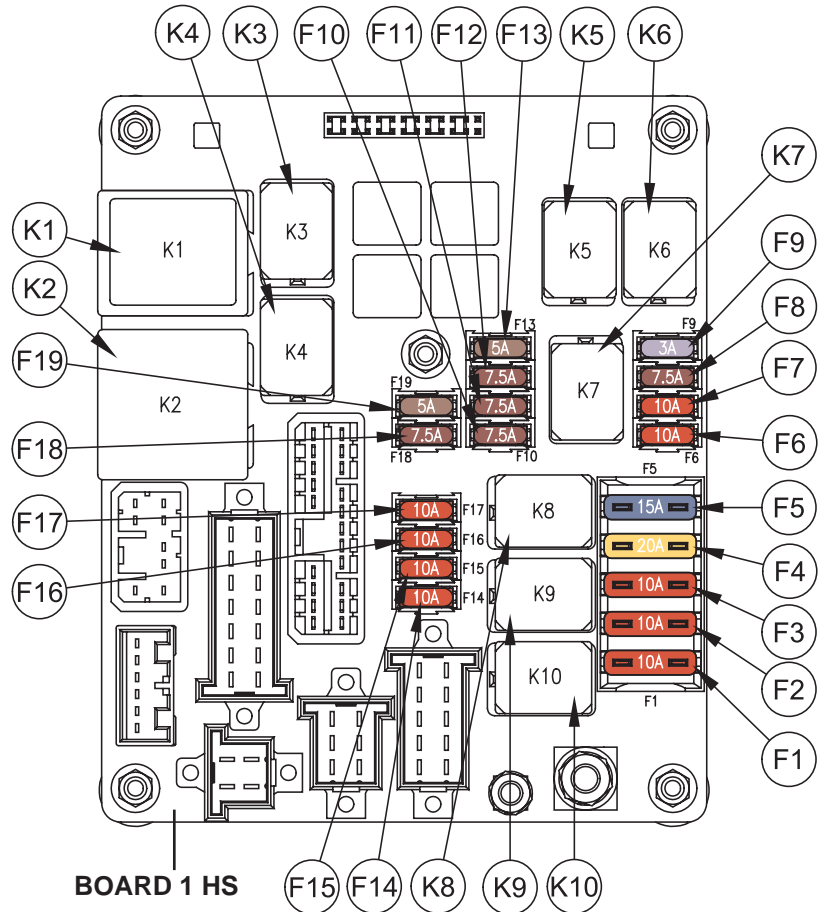 K4 K3 F10 F11 F12 F13 K5 K6
K7
K1
K2
F9
F8
F19
F7
F18
F6
F17
F5
F16
F4
F3
F2
F1
K1
K3
K5 K6
K4
K2
F13
5A
7.5A
7.5A
7.5A
F10
K7
F9
3A
7.5A
10A
10A
F6
F19
5A
7.5A
F18
F5
15A
20A
10A
10A
10A
F1
10A F17
10A F16
10A F15
10A F14
K8
K9
K10
BOARD 1 HS
F15 F14 K8 K9 K10